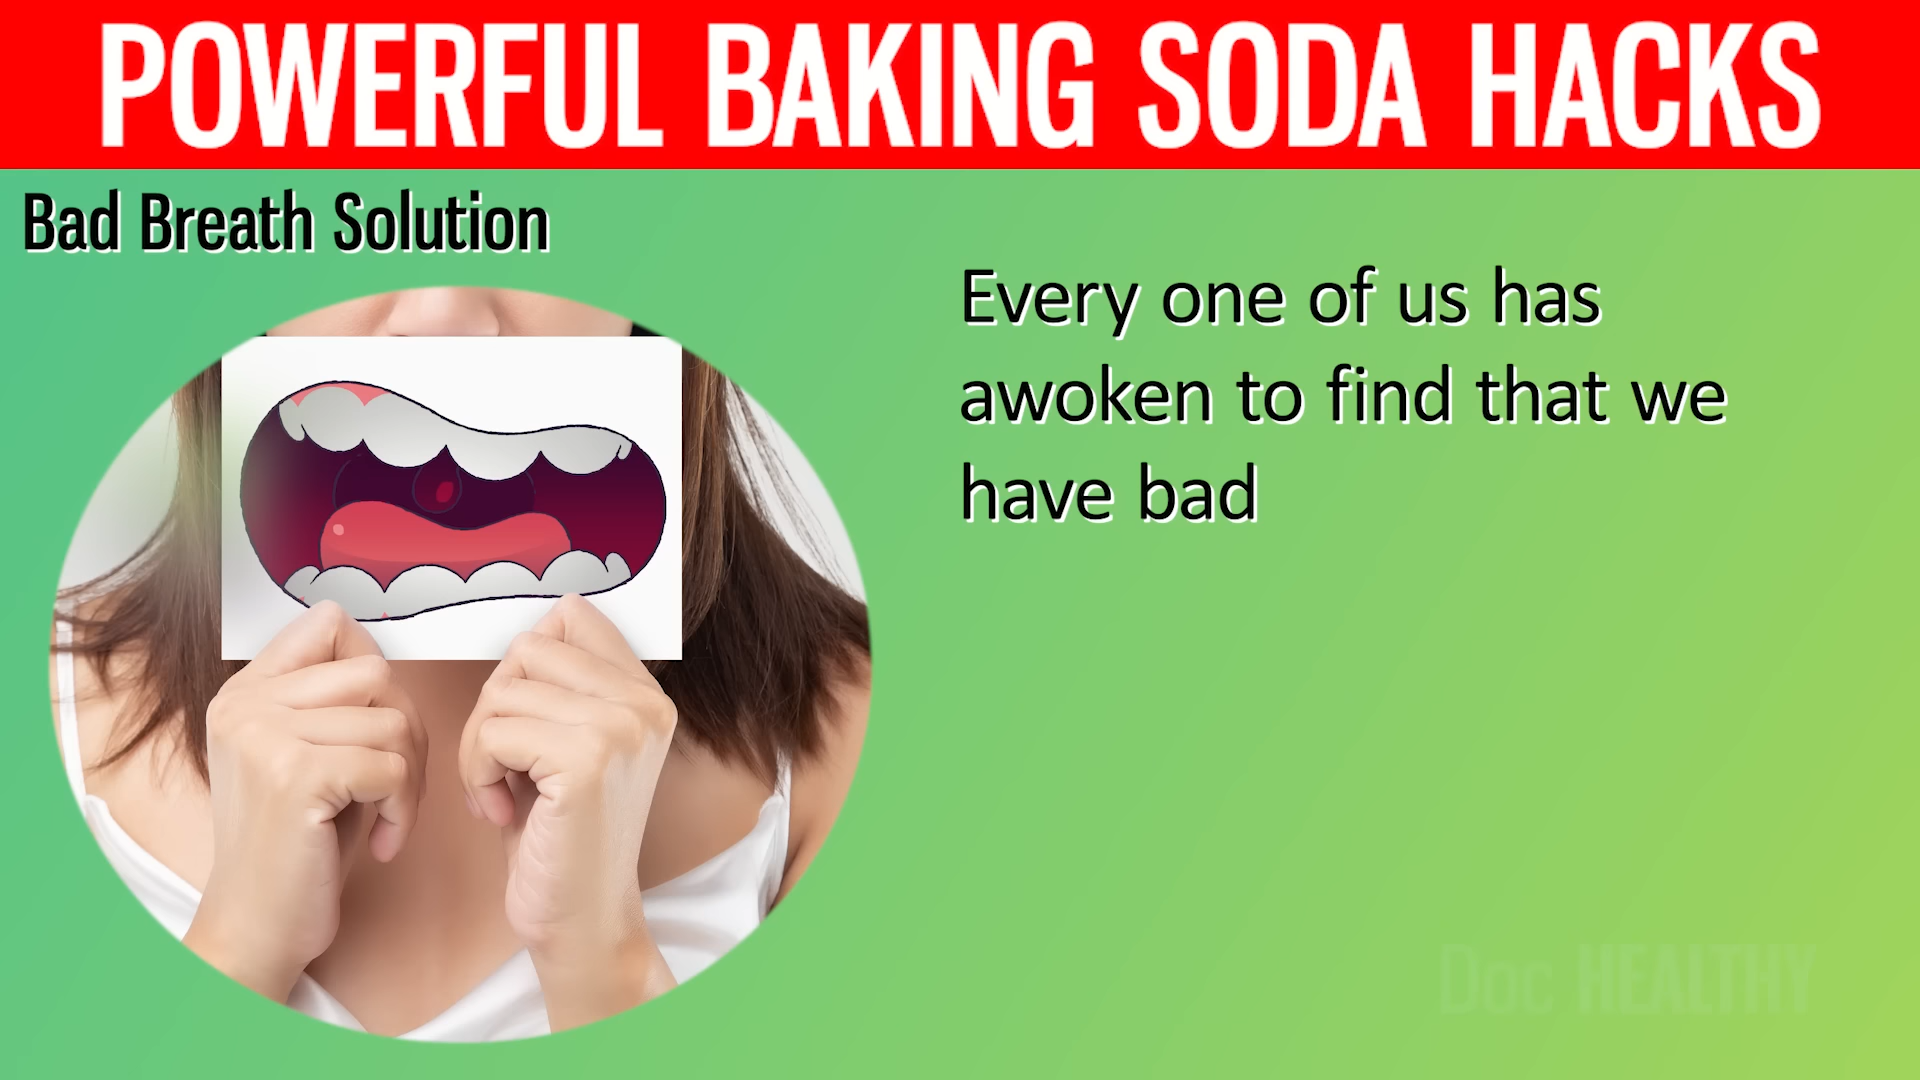 POWERFUL BAKING SODA HACKS
Bad Breath Solution
Every one of us has
awoken to find that we
have bad
Doc HEALTHY